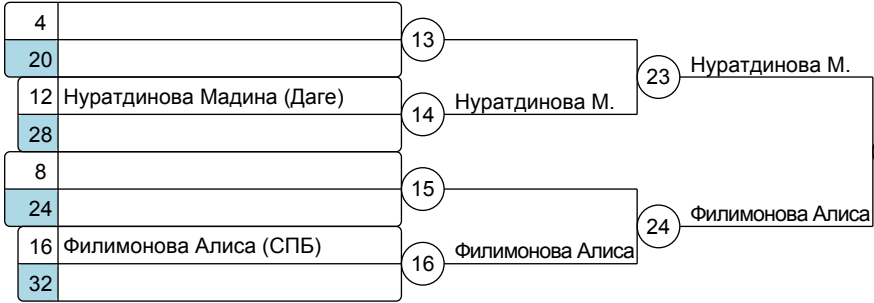 4
20
13
12 Нуратдинова Мадина (Даге)
28
14
Нуратдинова М.
23
Нуратдинова М.
8
24
15
16 Филимонова Алиса (СПБ)
32
16
Филимонова Алиса
24
Филимонова Алиса